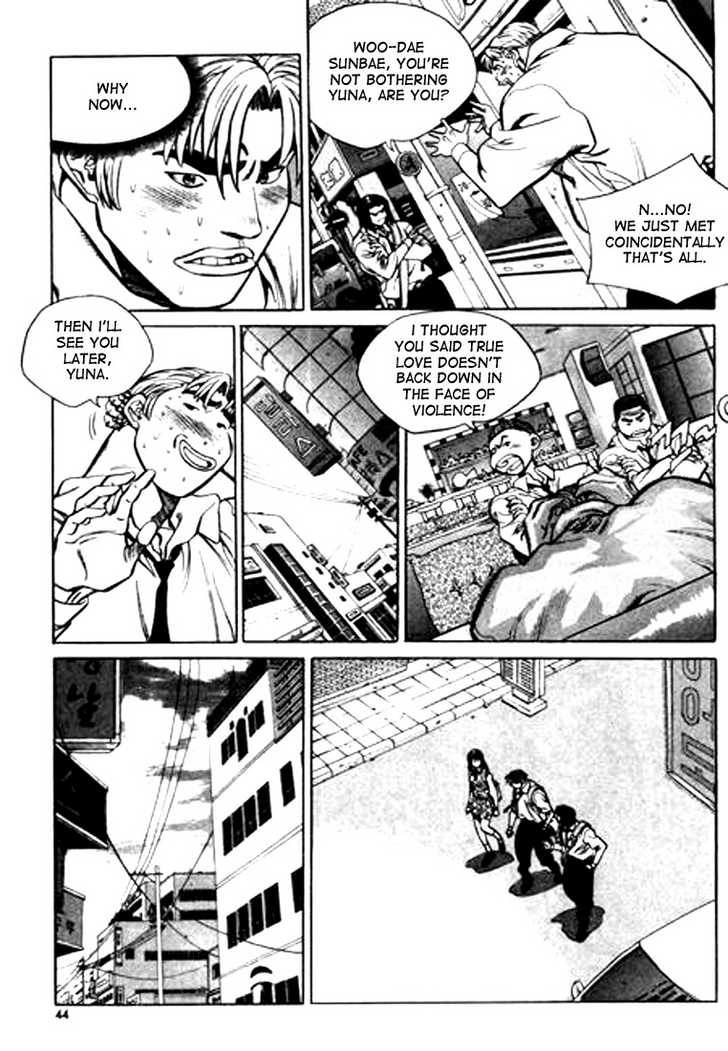 WHY
NOW...
WOO-DAE
SUNBAE, YOU'RE
NOT BOTHERING
YUNA, ARE YOU?
N...NO!
WE JUST MET
COINCIDENTALLY
THAT'S ALL.
THEN I'LL
SEE YOU
LATER,
YUNA.
I THOUGHT
YOU SAID TRUE
LOVE DOESN'T
BACK DOWN IN
THE FACE OF
VIOLENCE!
44